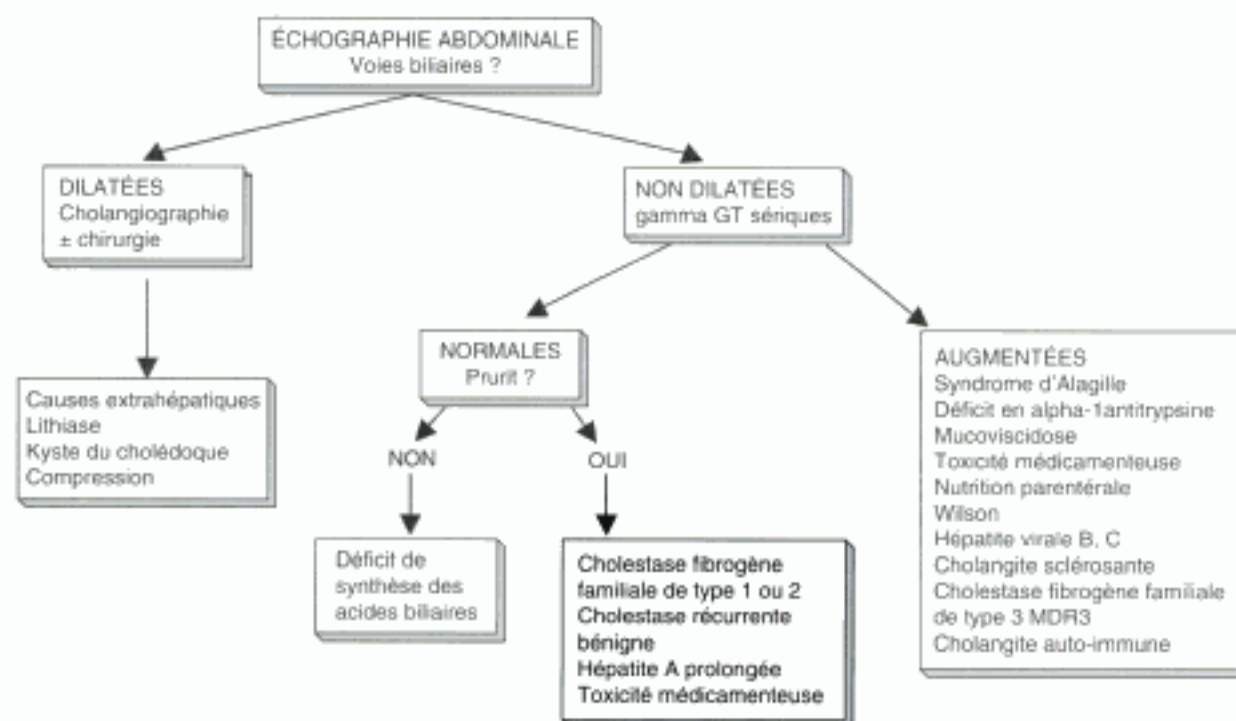 ÉCHOGRAPHIE ABDOMINALE
Voies biliaires ?
DILATÉES
Cholangiographie
± chirurgie
NON DILATÉES
gamma GT sériques
NORMALES
Prurit ?
Causes extrahépatiques
Lithiase
Kyste du cholédoque
Compression
NON
OUI
Déficit de
synthèse des
acides biliaires
Cholestase fibrogène
familiale de type 1 ou 2
Cholestase récurrente
bénigne
Hépatite A prolongée
Toxicité médicamenteuse
AUGMENTÉES
Syndrome d'Alagille
Déficit en alpha-1antitrypsine
Mucoviscidose
Toxicité médicamenteuse
Nutrition parentérale
Wilson
Hépatite virale B, C
Cholangite sclérosante
Cholestase fibrogène familiale
de type 3 MDR3
Cholangite auto-immune